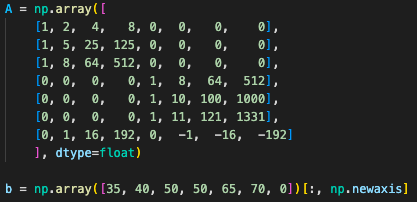 A = np.array([
[1, 2, 4, 8, 0, 0, 0, 0],
[1, 5, 25, 125, 0, 0, 0, 0],
[1, 8, 64, 512, 0, 0, 0, 0],
[0, 0, 0, 0, 1, 8, 64, 512],
[0, 0, 0, 0, 1, 10, 100, 1000],
[0, 0, 0, 0, 1, 11, 121, 1331],
[0, 1, 16, 192, 0, -1, -16, -192]
], dtype=float)
b = np.array([35, 40, 50, 50, 65, 70, 0])[:, np.newaxis]